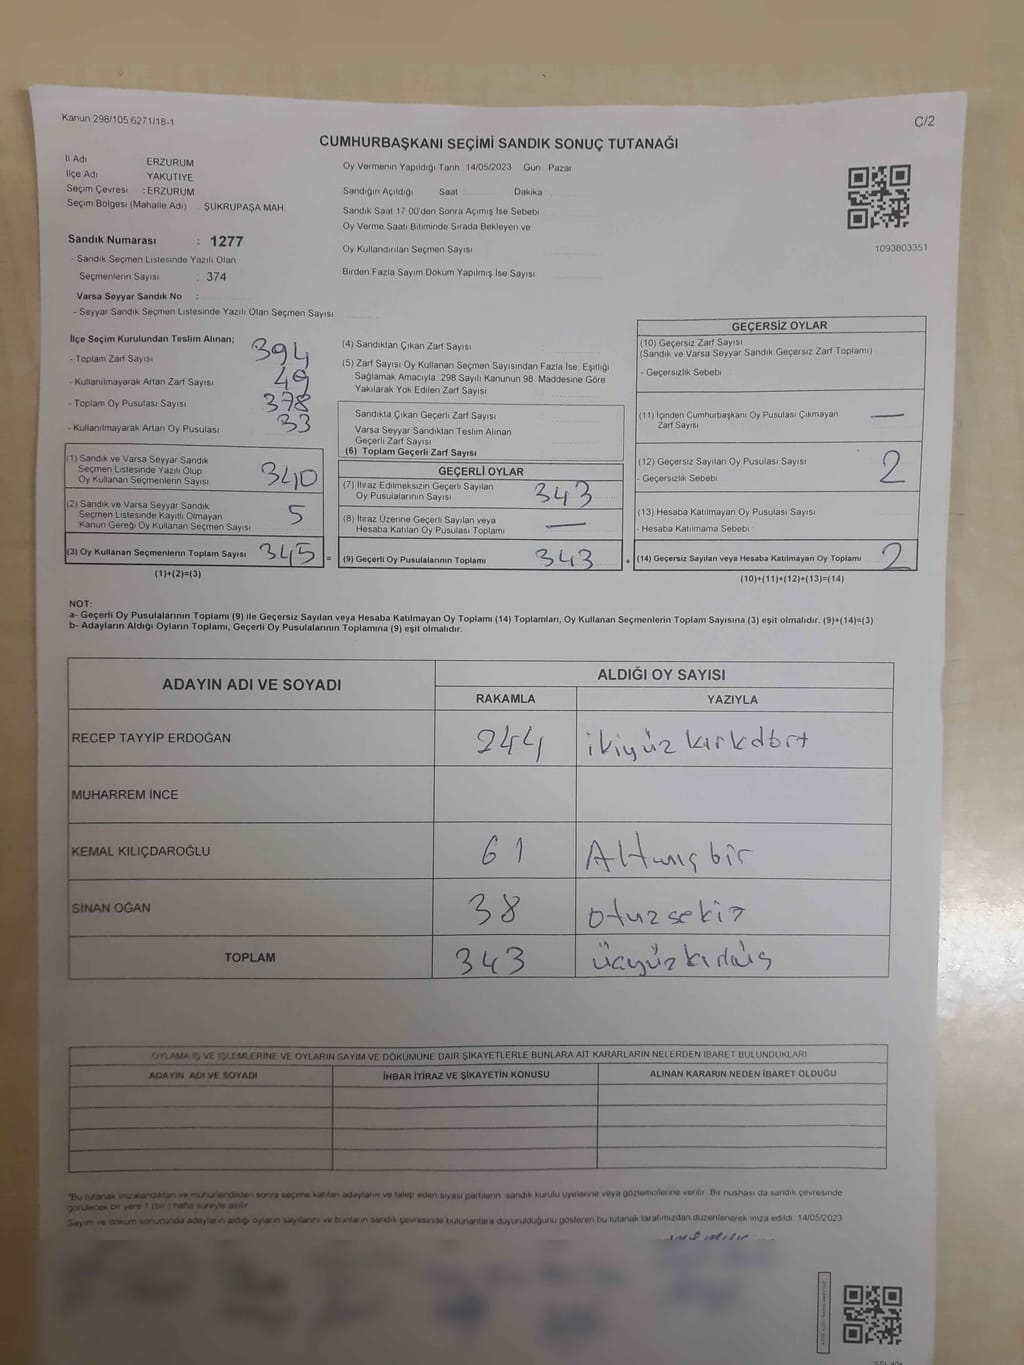 Kanun 298/105,6271/18-1
C/2
CUMHURBAŞKANI SEÇİMİ SANDIK SONUÇ TUTANAĞI
İl Adı ERZURUM
İlçe Adı YAKUTİYE
Seçim Çevresi : ERZURUM
Seçim Bölgesi (Mahalle Adı) ŞÜKRÜPAŞA MAH.
Oy Vermenin Yapıldığı Tarih 14/05/2023 Gün Pazar
Sandığın Açıldığı Saat Dakika
Sandık Saat 17.00'den Sonra Açılmış İse Sebebi
Oy Verme Saati Bitiminde Sırada Bekleyen ve
Oy Kullandırılan Seçmen Sayısı
Birden Fazla Sayım Döküm Yapılmış İse Sayısı
1093803351
Sandık Numarası : 1277
- Sandık Seçmen Listesinde Yazılı Olan
Seçmenlerin Sayısı : 374
Varsa Seyyar Sandık No :
- Seyyar Sandık Seçmen Listesinde Yazılı Olan Seçmen Sayısı
İlçe Seçim Kurulundan Teslim Alınan;
- Toplam Zarf Sayısı 394
- Kullanılmayarak Artan Zarf Sayısı 49
- Toplam Oy Pusulası Sayısı 378
- Kullanılmayarak Artan Oy Pusulası 33
(1) Sandık ve Varsa Seyyar Sandık
Seçmen Listesinde Yazılı Olup
Oy Kullanan Seçmenlerin Sayısı 340
(2) Sandık ve Varsa Seyyar Sandık
Seçmen Listesinde Kayıtlı Olmayan
Kanun Gereği Oy Kullanan Seçmen Sayısı 5
(3) Oy Kullanan Seçmenlerin Toplam Sayısı 345 =
(1)+(2)=(3)
(4) Sandıktan Çıkan Zarf Sayısı
(5) Zarf Sayısı Oy Kullanan Seçmen Sayısından Fazla İse, Eşitliği
Sağlamak Amacıyla, 298 Sayılı Kanunun 98. Maddesine Göre
Yakılarak Yok Edilen Zarf Sayısı
Sandıkta Çıkan Geçerli Zarf Sayısı
Varsa Seyyar Sandıktan Teslim Alınan
Geçerli Zarf Sayısı
(6) Toplam Geçerli Zarf Sayısı
GEÇERLİ OYLAR
(7) İtiraz Edilmeksizin Geçerli Sayılan
Oy Pusulalarının Sayısı 343
(8) İtiraz Üzerine Geçerli Sayılan veya
Hesaba Katılan Oy Pusulası Toplamı —
(9) Geçerli Oy Pusulalarının Toplamı 343 +
GEÇERSİZ OYLAR
(10) Geçersiz Zarf Sayısı
(Sandık ve Varsa Seyyar Sandık Geçersiz Zarf Toplamı)
- Geçersizlik Sebebi
(11) İçinden Cumhurbaşkanı Oy Pusulası Çıkmayan
Zarf Sayısı —
(12) Geçersiz Sayılan Oy Pusulası Sayısı 2
- Geçersizlik Sebebi
(13) Hesaba Katılmayan Oy Pusulası Sayısı
- Hesaba Katılmama Sebebi
(14) Geçersiz Sayılan veya Hesaba Katılmayan Oy Toplamı 2
(10)+(11)+(12)+(13)=(14)
NOT:
a- Geçerli Oy Pusulalarının Toplamı (9) ile Geçersiz Sayılan veya Hesaba Katılmayan Oy Toplamı (14) Toplamları, Oy Kullanan Seçmenlerin Toplam Sayısına (3) eşit olmalıdır. (9)+(14)=(3)
b- Adayların Aldığı Oyların Toplamı, Geçerli Oy Pusulalarının Toplamına (9) eşit olmalıdır.
ADAYIN ADI VE SOYADI
ALDIĞI OY SAYISI
RAKAMLA YAZIYLA
RECEP TAYYİP ERDOĞAN 244 ikiyüz kırkdört
MUHARREM İNCE
KEMAL KILIÇDAROĞLU 61 Altmışbir
SİNAN OĞAN 38 otuzsekiz
TOPLAM 343 üçyüz
OYLAMA İŞ VE İŞLEMLERİNE VE OYLARIN SAYIM VE DÖKÜMÜNE DAİR ŞİKAYETLERLE BUNLARA AİT KARARLARIN NELERDEN İBARET BULUNDUKLARI
ADAYIN ADI VE SOYADI İHBAR İTİRAZ VE ŞİKAYETİN KONUSU ALINAN KARARIN NEDEN İBARET OLDUĞU
"Bu tutanak imzalandıktan ve mühürlendikten sonra seçime katılan adayların ve talep eden siyasi partilerin sandık kurulu üyelerine veya gözlemcilerine verilir. Bir nüshası da sandık çevresinde
görülecek bir yere 1 (bir) hafta süreyle asılır.
Sayım ve döküm sonucunda adayların aldığı oyların sayılarını ve bunların sandık çevresinde bulunanlara duyurulduğunu gösteren bu tutanak tarafımızdan düzenlenerek imza edildi. 14/05/2023